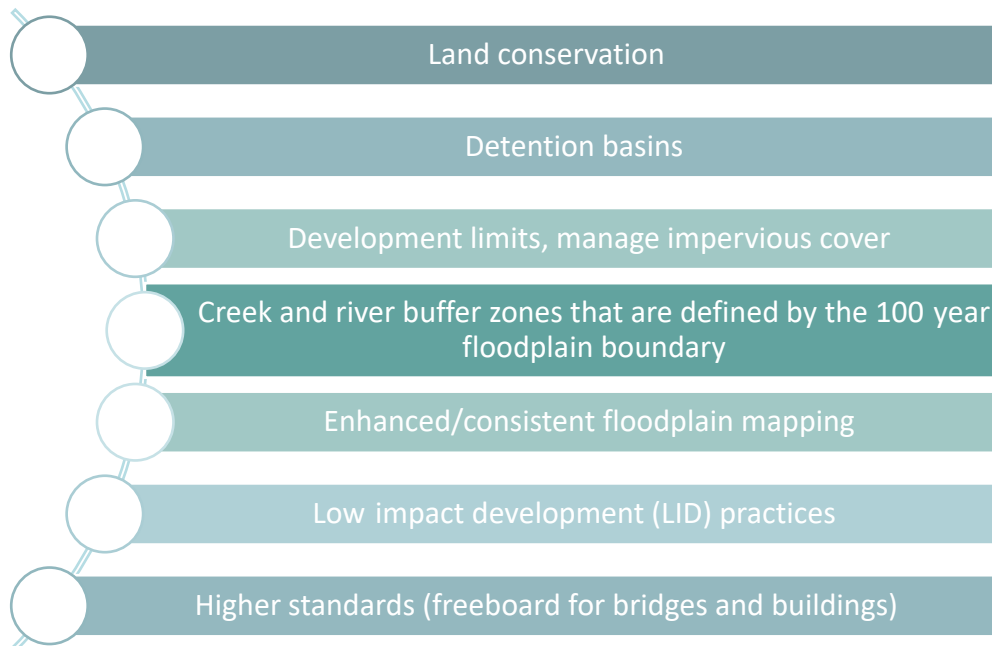 Land conservation
Detention basins
Development limits, manage impervious cover
Creek and river buffer zones that are defined by the 100 year
floodplain boundary
Enhanced/consistent floodplain mapping
Low impact development (LID) practices
Higher standards (freeboard for bridges and buildings)